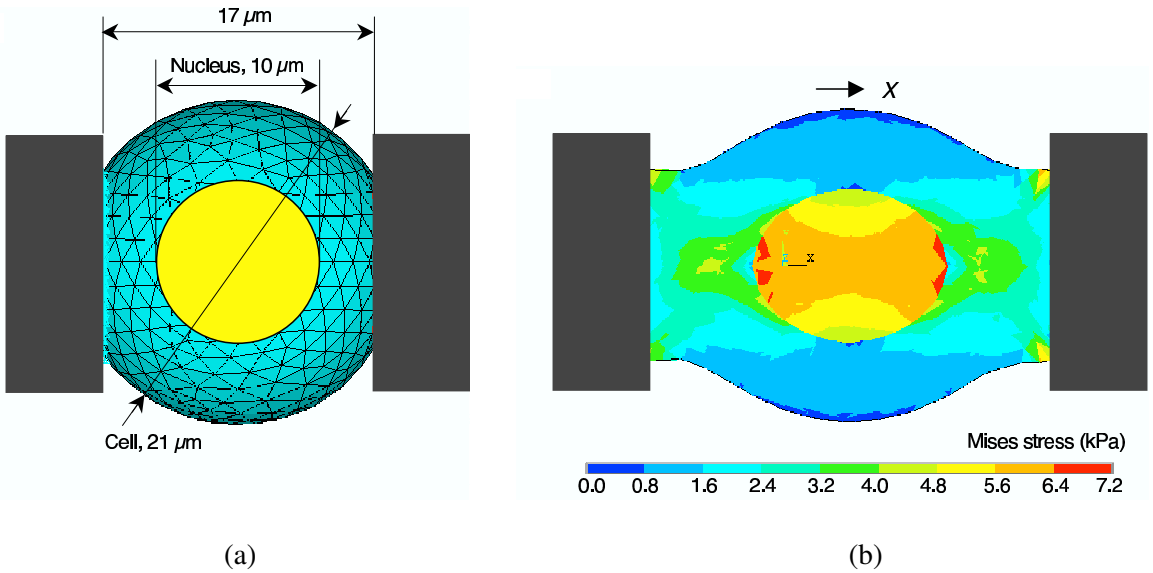 17 μm
Nucleus, 10 μm
Cell, 21 μm
(a)
X
z x
Mises stress (kPa)
0.0 0.8 1.6 2.4 3.2 4.0 4.8 5.6 6.4 7.2
(b)